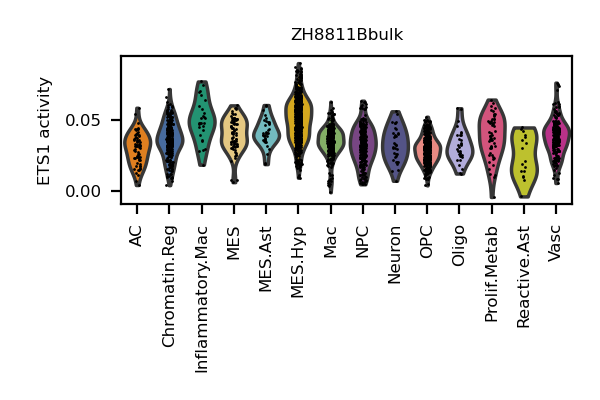 ZH8811Bbulk
ETS1 activity
0.05
0.00
AC
Chromatin.Reg
Inflammatory.Mac
MES
MES.Ast
MES.Hyp
Mac
NPC
Neuron
OPC
Oligo
Prolif.Metab
Reactive.Ast
Vasc